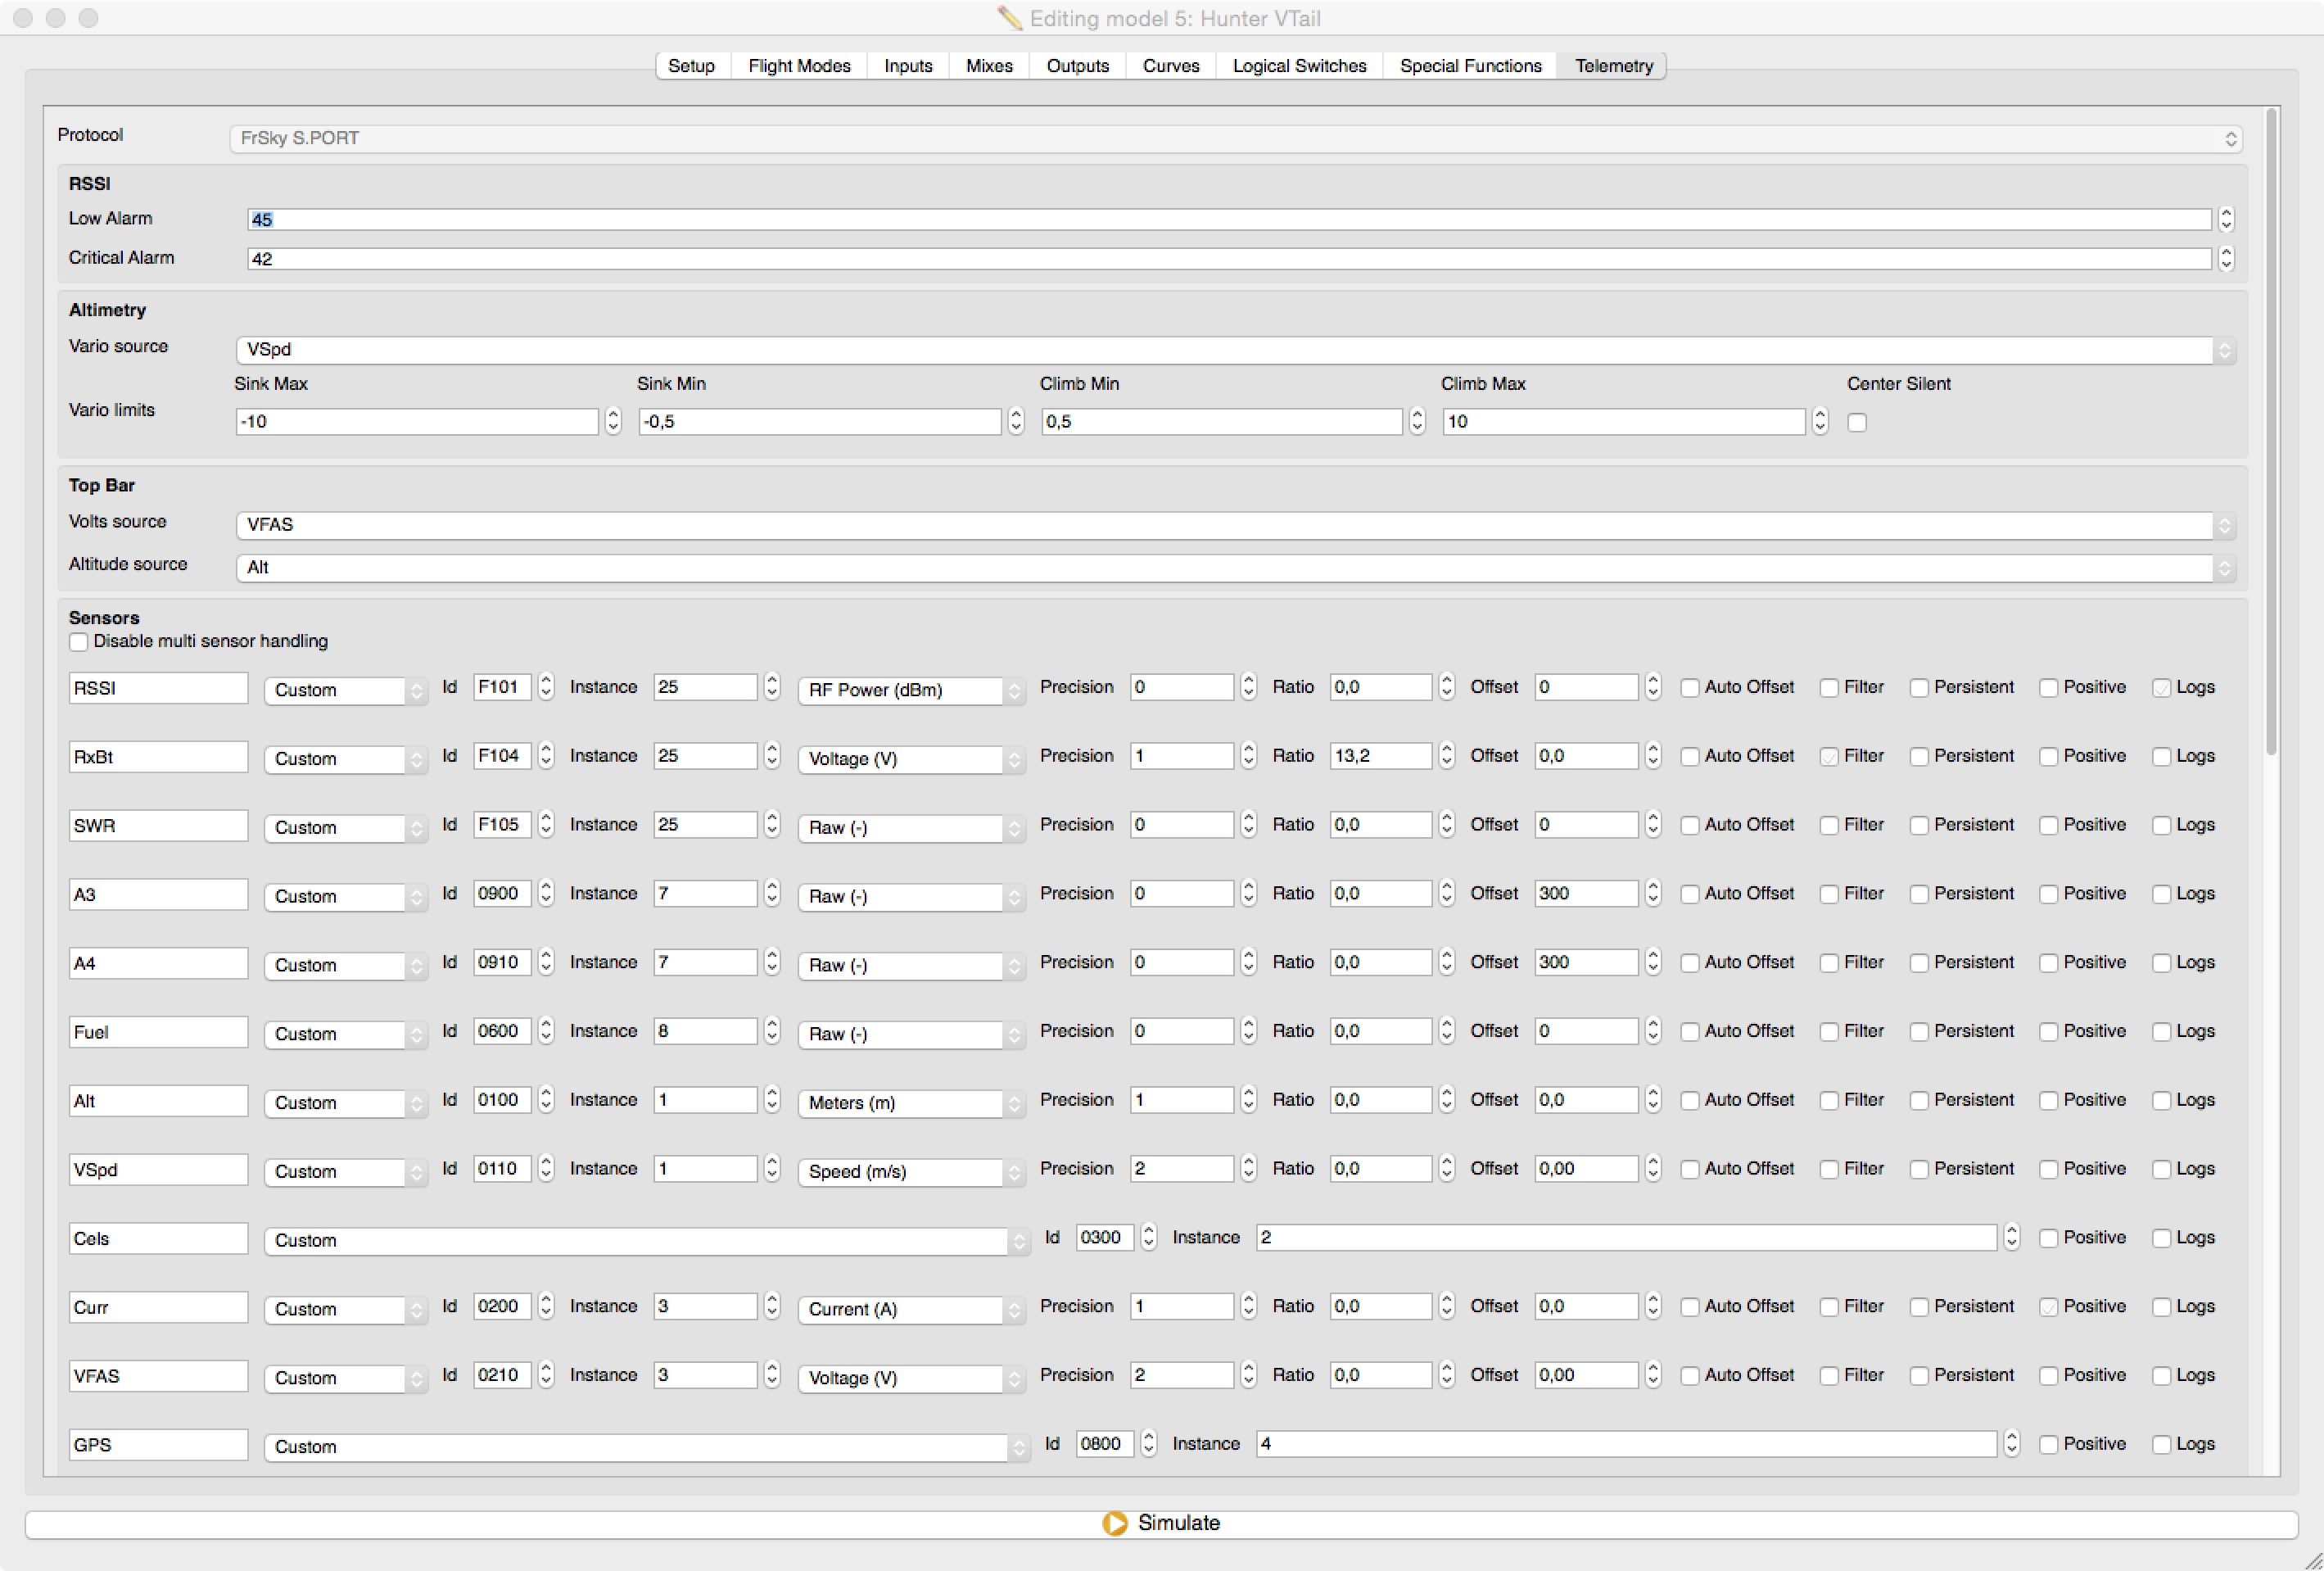 Editing model 5: Hunter VTail
Setup Flight Modes Inputs Mixes Outputs Curves Logical Switches Special Functions Telemetry
Protocol FrSky S.PORT
RSSI
Low Alarm 45
Critical Alarm 42
Altimetry
Vario source VSpd
Sink Max Sink Min Climb Min Climb Max Center Silent
Vario limits -10 -0,5 0,5 10
Top Bar
Volts source VFAS
Altitude source Alt
Sensors
Disable multi sensor handling
RSSI Custom Id F101 Instance 25 RF Power (dBm) Precision 0 Ratio 0,0 Offset 0 Auto Offset Filter Persistent Positive Logs
RxBt Custom Id F104 Instance 25 Voltage (V) Precision 1 Ratio 13,2 Offset 0,0 Auto Offset Filter Persistent Positive Logs
SWR Custom Id F105 Instance 25 Raw (-) Precision 0 Ratio 0,0 Offset 0 Auto Offset Filter Persistent Positive Logs
A3 Custom Id 0900 Instance 7 Raw (-) Precision 0 Ratio 0,0 Offset 300 Auto Offset Filter Persistent Positive Logs
A4 Custom Id 0910 Instance 7 Raw (-) Precision 0 Ratio 0,0 Offset 300 Auto Offset Filter Persistent Positive Logs
Fuel Custom Id 0600 Instance 8 Raw (-) Precision 0 Ratio 0,0 Offset 0 Auto Offset Filter Persistent Positive Logs
Alt Custom Id 0100 Instance 1 Meters (m) Precision 1 Ratio 0,0 Offset 0,0 Auto Offset Filter Persistent Positive Logs
VSpd Custom Id 0110 Instance 1 Speed (m/s) Precision 2 Ratio 0,0 Offset 0,00 Auto Offset Filter Persistent Positive Logs
Cels Custom Id 0300 Instance 2 Positive Logs
Curr Custom Id 0200 Instance 3 Current (A) Precision 1 Ratio 0,0 Offset 0,0 Auto Offset Filter Persistent Positive Logs
VFAS Custom Id 0210 Instance 3 Voltage (V) Precision 2 Ratio 0,0 Offset 0,00 Auto Offset Filter Persistent Positive Logs
GPS Custom Id 0800 Instance 4 Positive Logs
Simulate